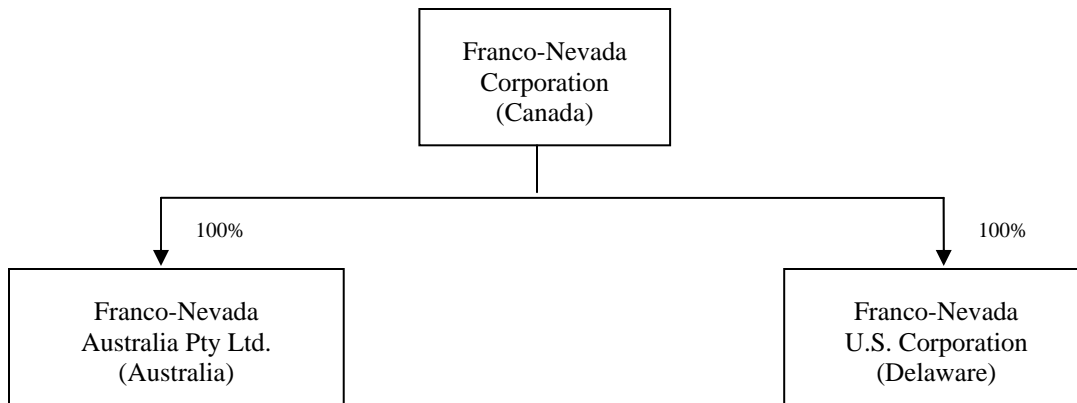 Franco-Nevada
Corporation
(Canada)
100%
100%
Franco-Nevada
Australia Pty Ltd.
(Australia)
Franco-Nevada
U.S. Corporation
(Delaware)